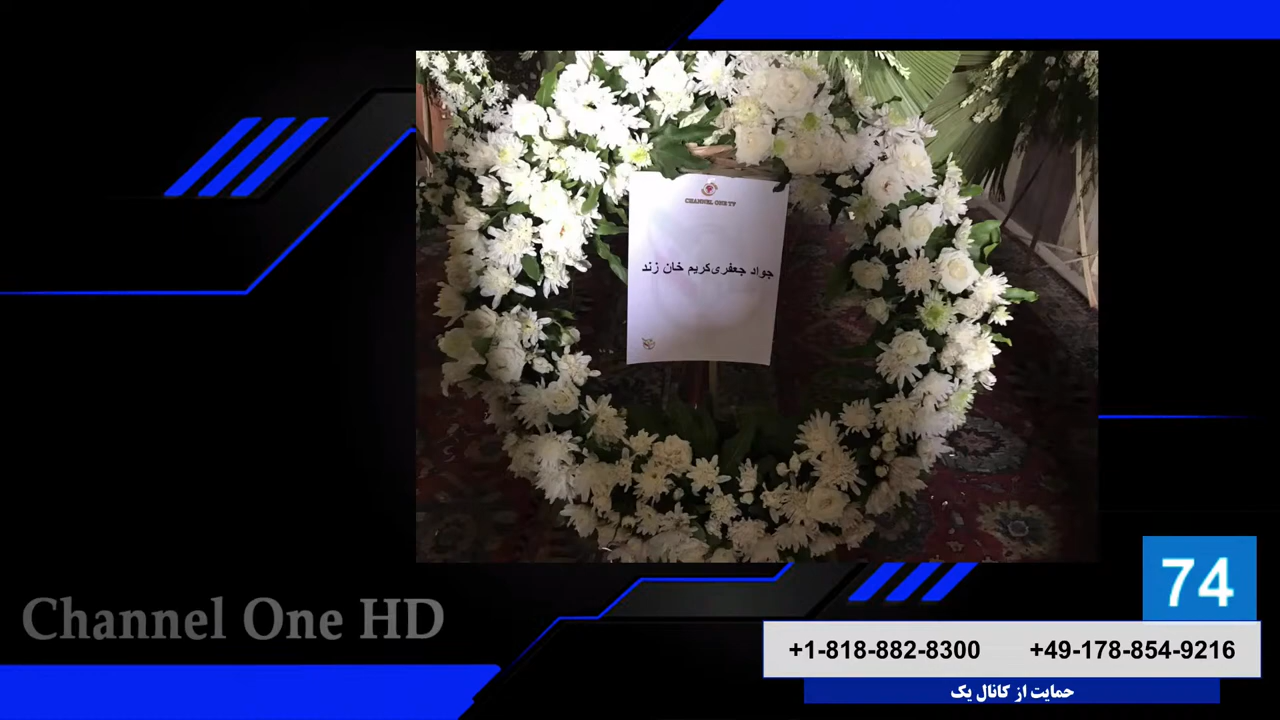 CHANNEL ONE TV
جواد جعفری کریم خان زند
Channel One HD
74
+1-818-882-8300 +49-178-854-9216
حمایت از کانال یک